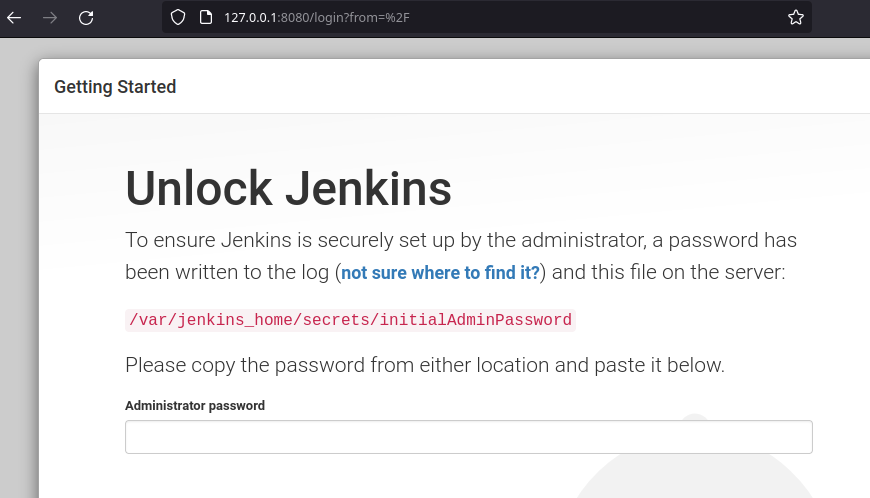 127.0.0.1:8080/login?from=%2F
Getting Started
Unlock Jenkins
To ensure Jenkins is securely set up by the administrator, a password has
been written to the log (not sure where to find it?) and this file on the server:
/var/jenkins_home/secrets/initialAdminPassword
Please copy the password from either location and paste it below.
Administrator password